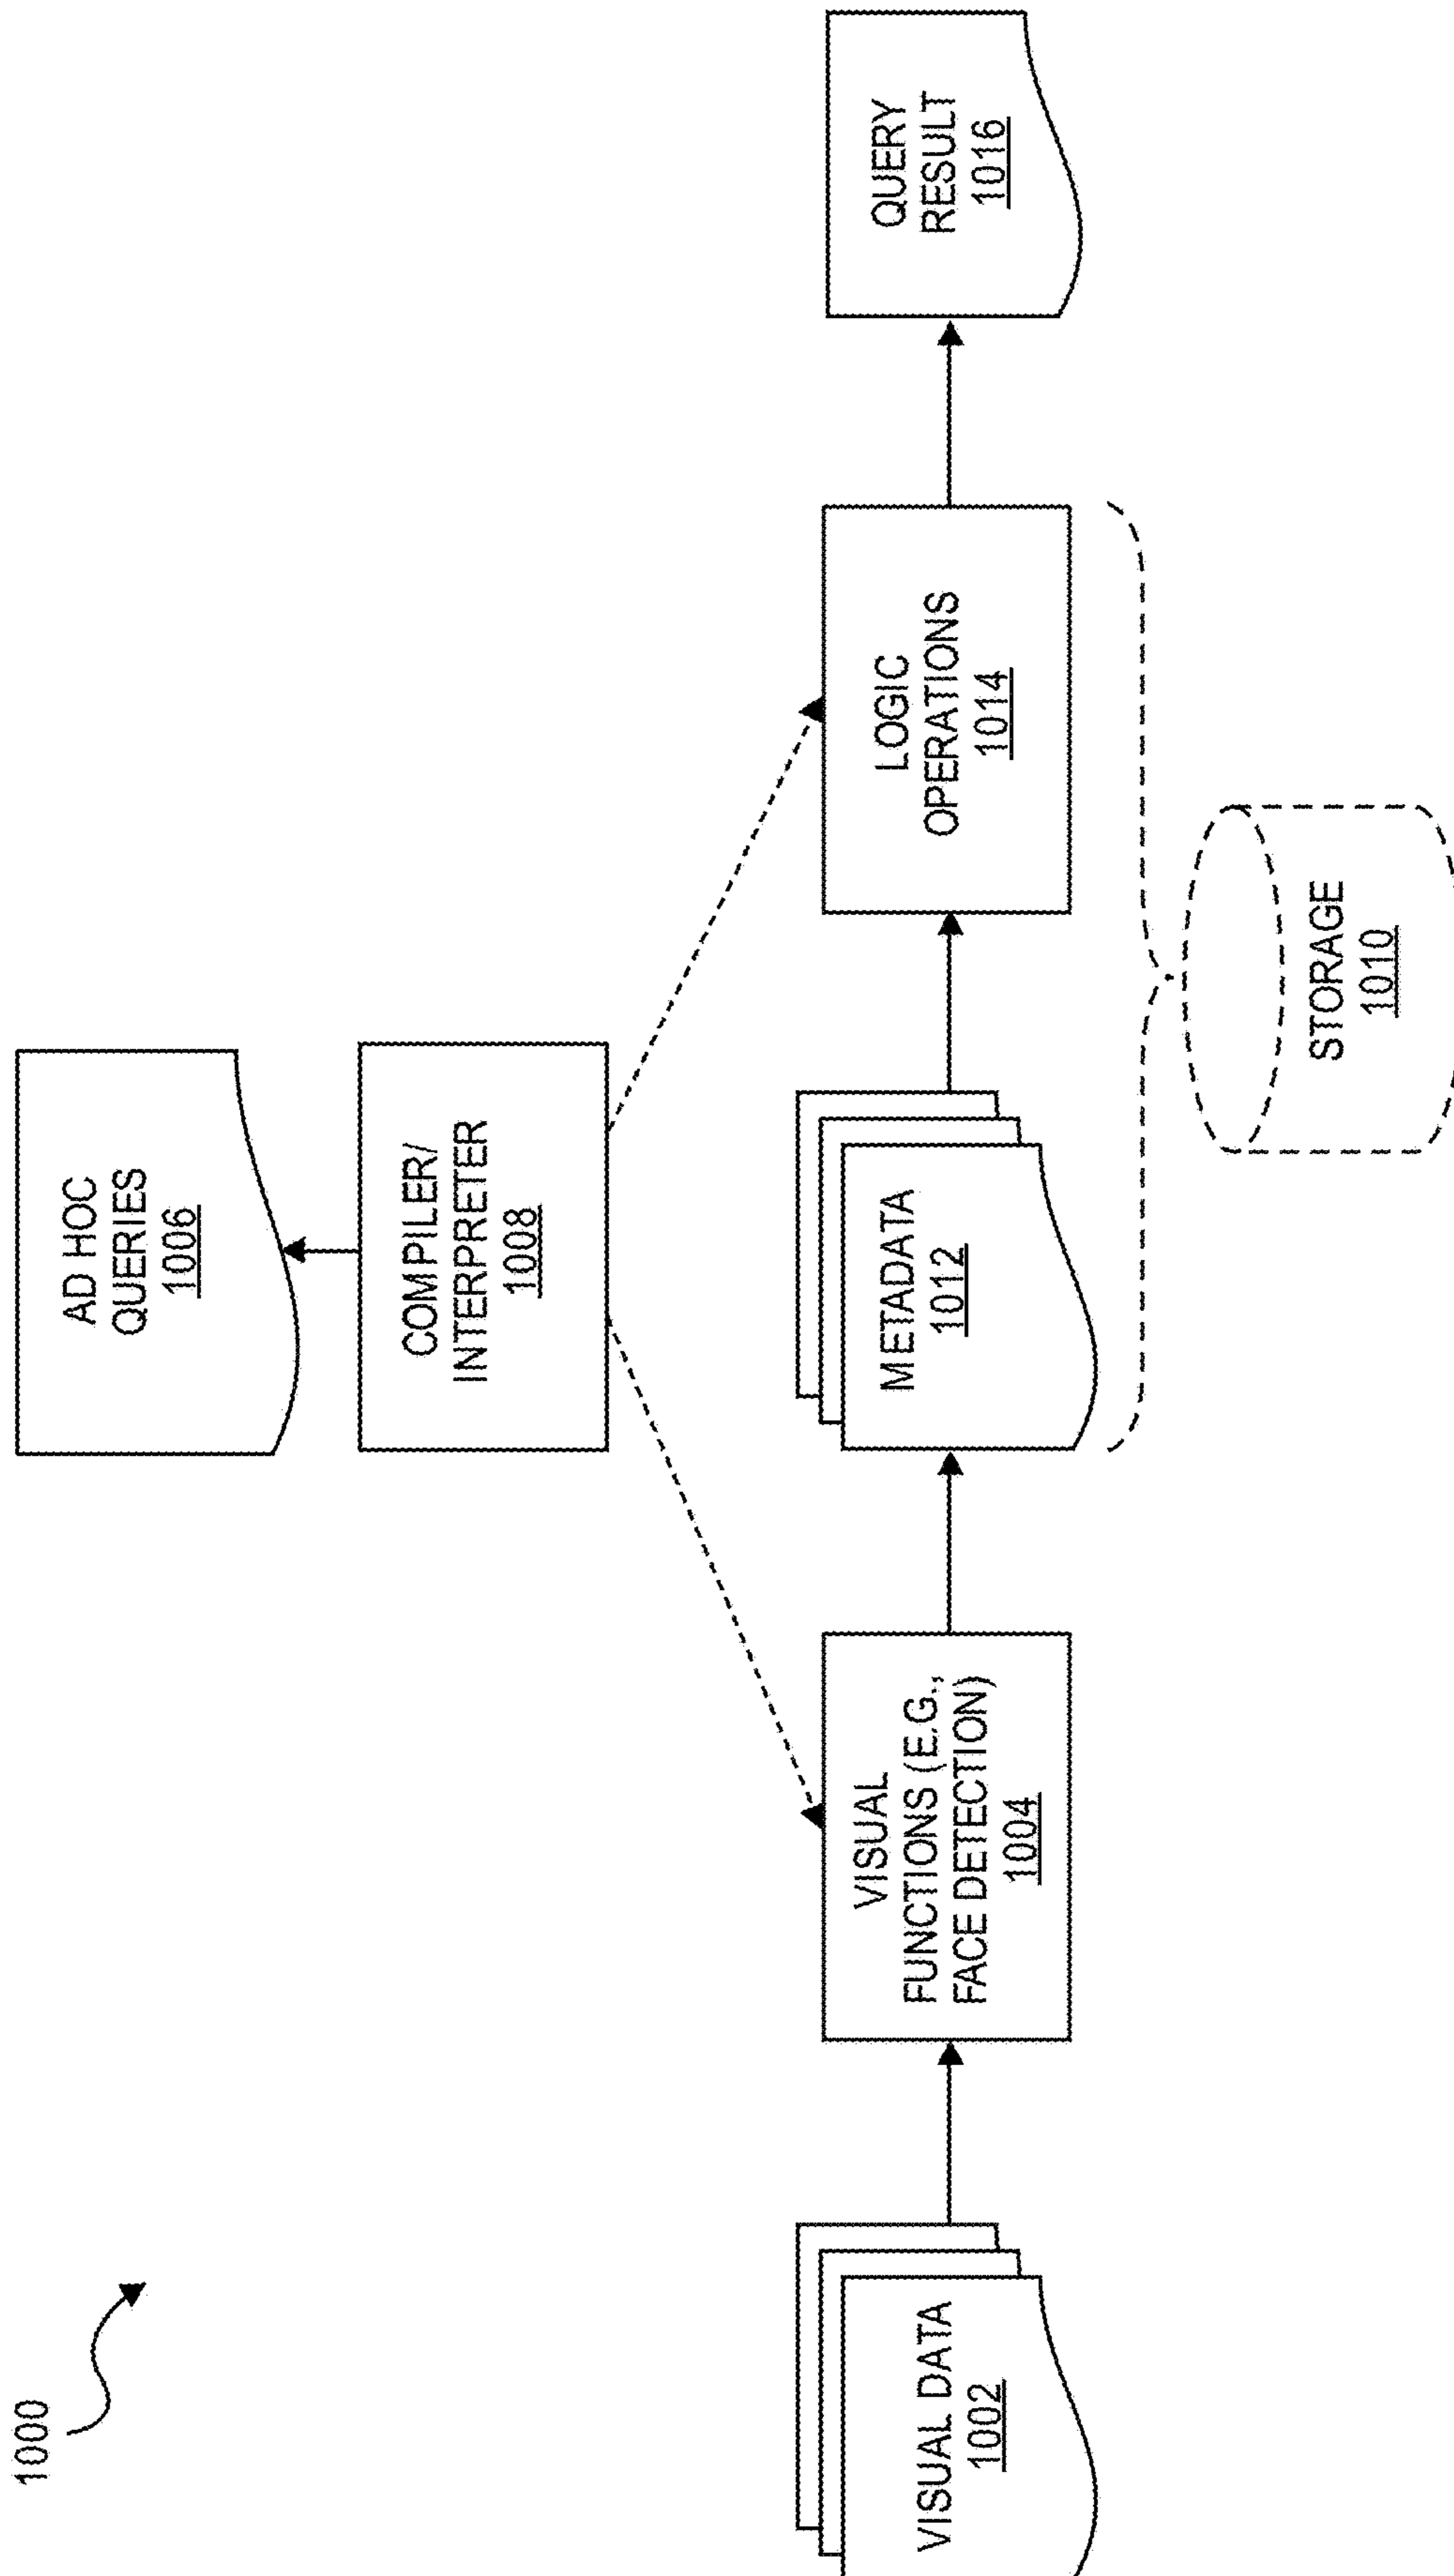 1000
AD HOC
QUERIES
1006
COMPILER/
INTERPRETER
1008
VISUAL DATA
1002
VISUAL
FUNCTIONS (E.G.,
FACE DETECTION)
1004
METADATA
1012
LOGIC
OPERATIONS
1014
QUERY
RESULT
1016
STORAGE
1010